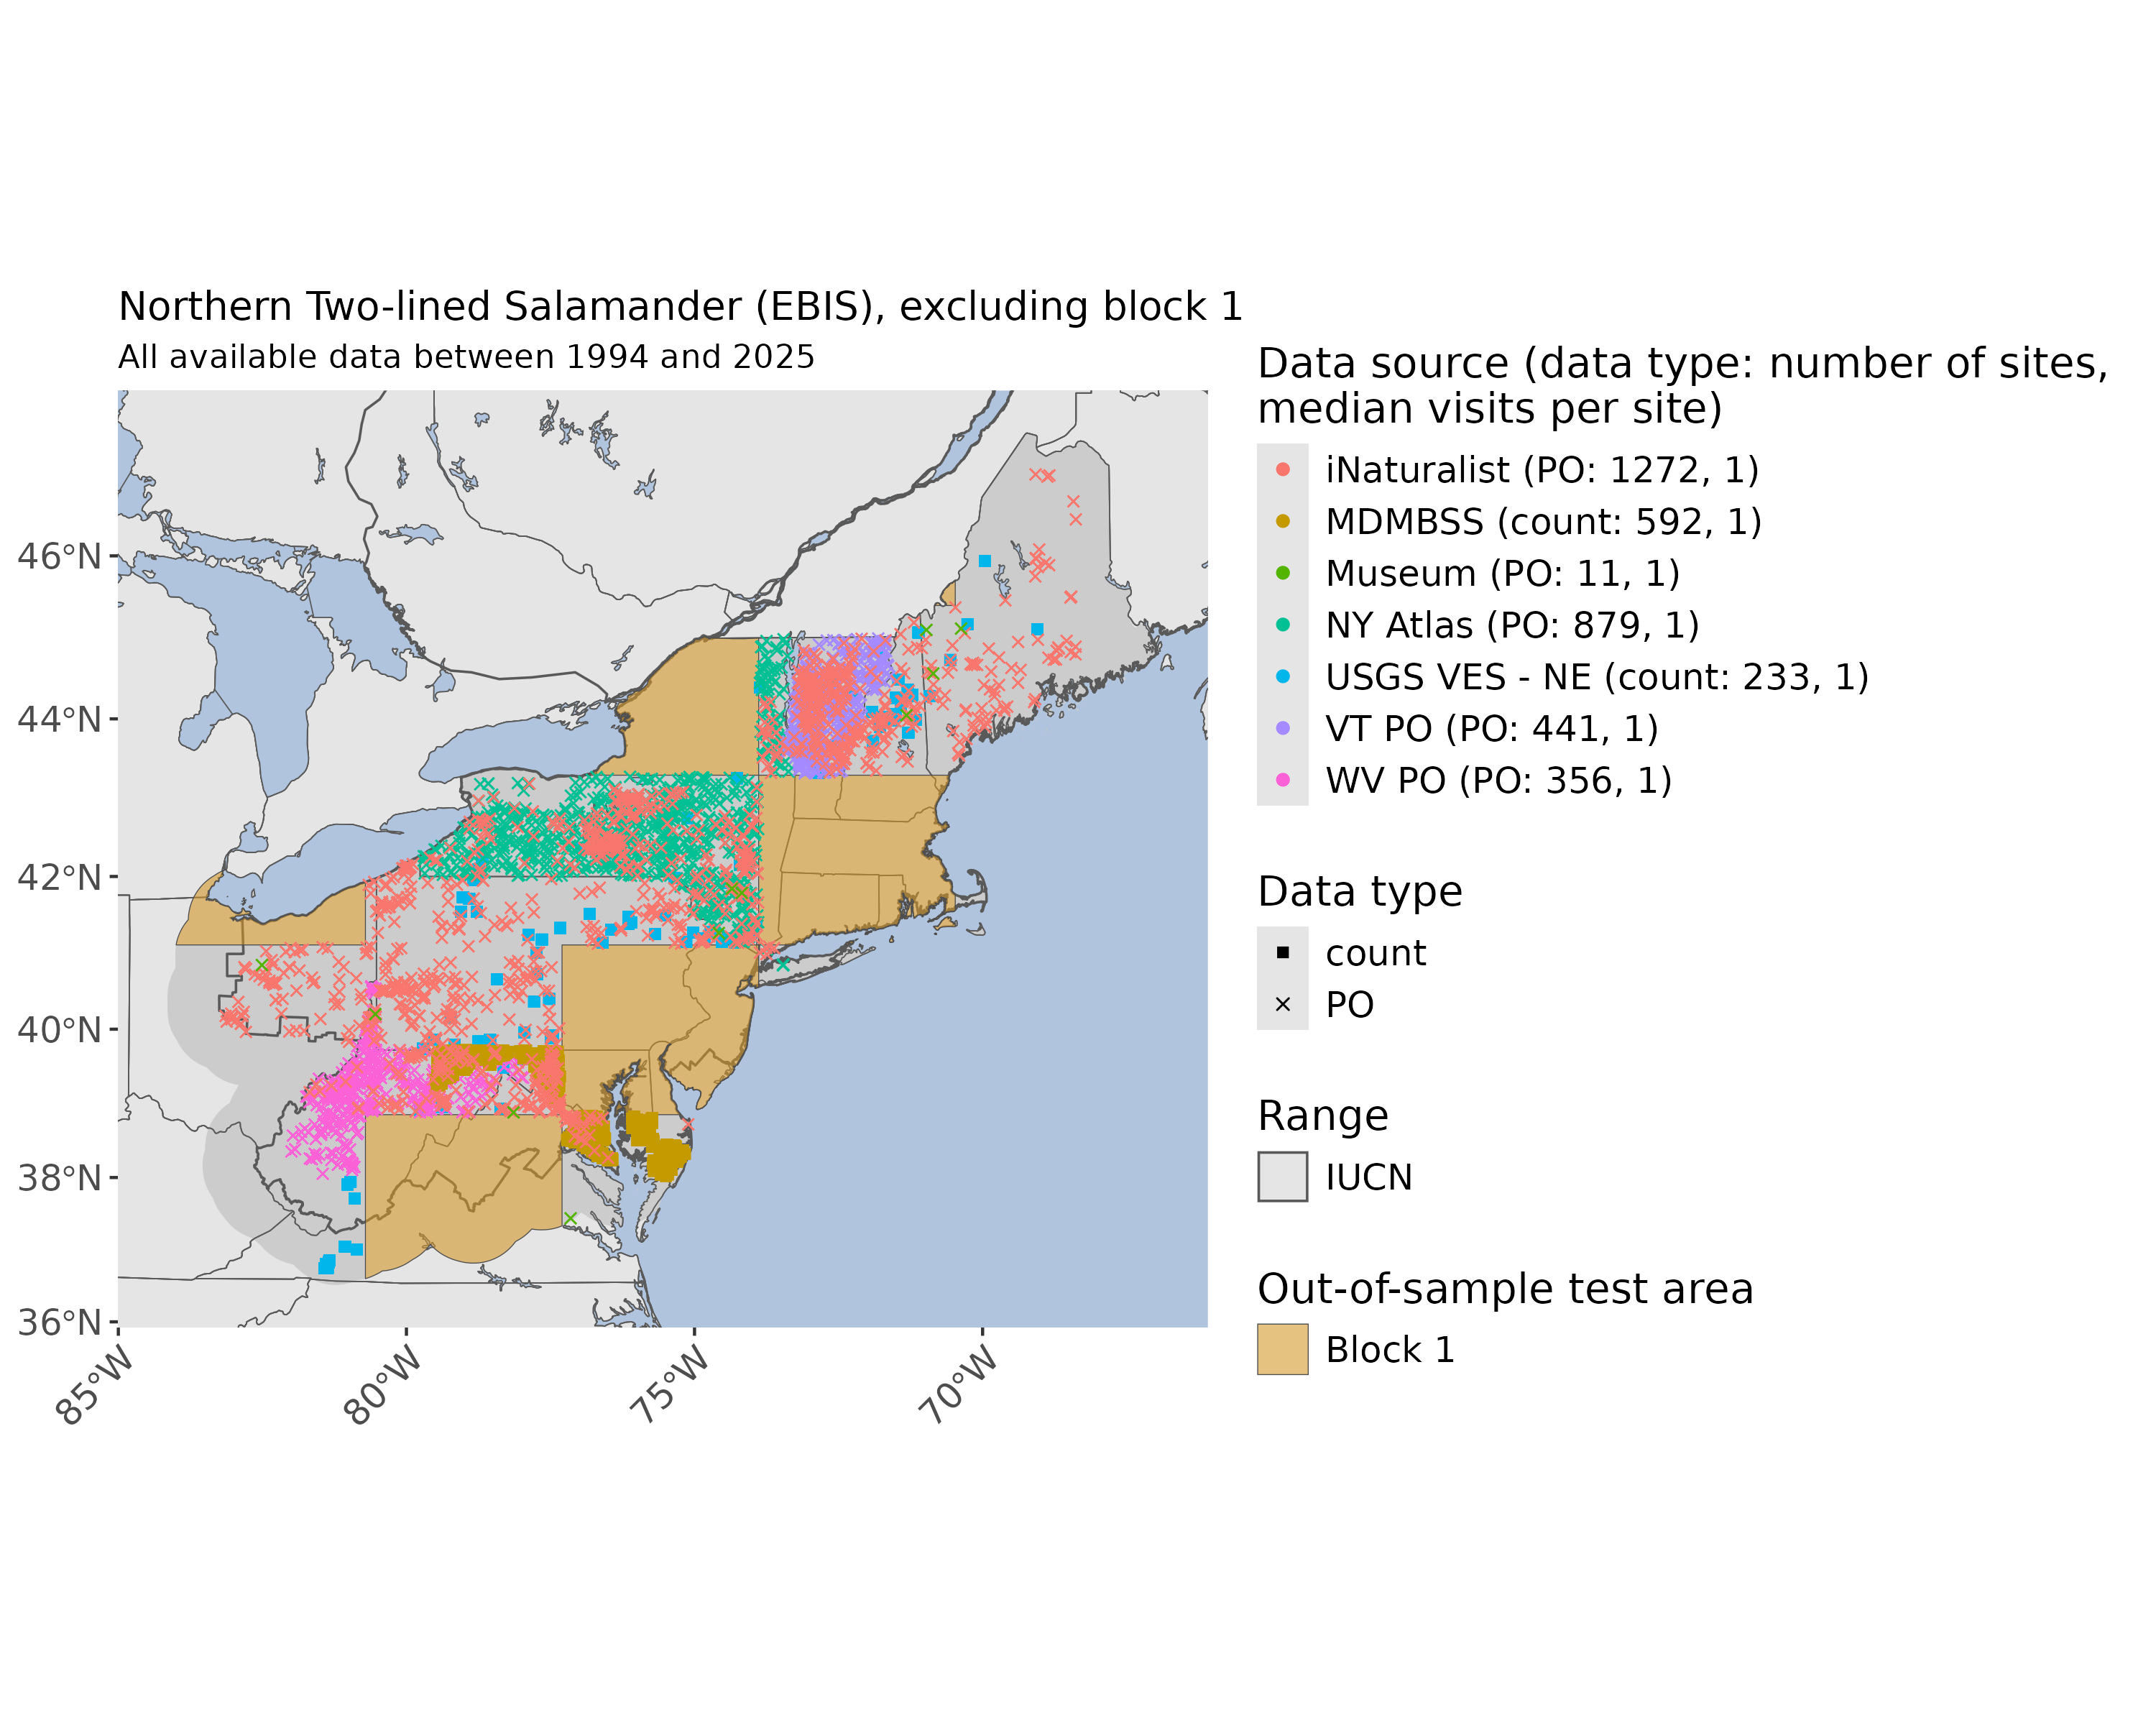 Northern Two-lined Salamander (EBIS), excluding block 1
All available data between 1994 and 2025
46°N
44°N
42°N
40°N
38°N
36°N
85°W
80°W
75°W
70°W
Data source (data type: number of sites,
median visits per site)
iNaturalist (PO: 1272, 1)
MDMBSS (count: 592, 1)
Museum (PO: 11, 1)
NY Atlas (PO: 879, 1)
USGS VES - NE (count: 233, 1)
VT PO (PO: 441, 1)
WV PO (PO: 356, 1)
Data type
count
PO
Range
IUCN
Out-of-sample test area
Block 1